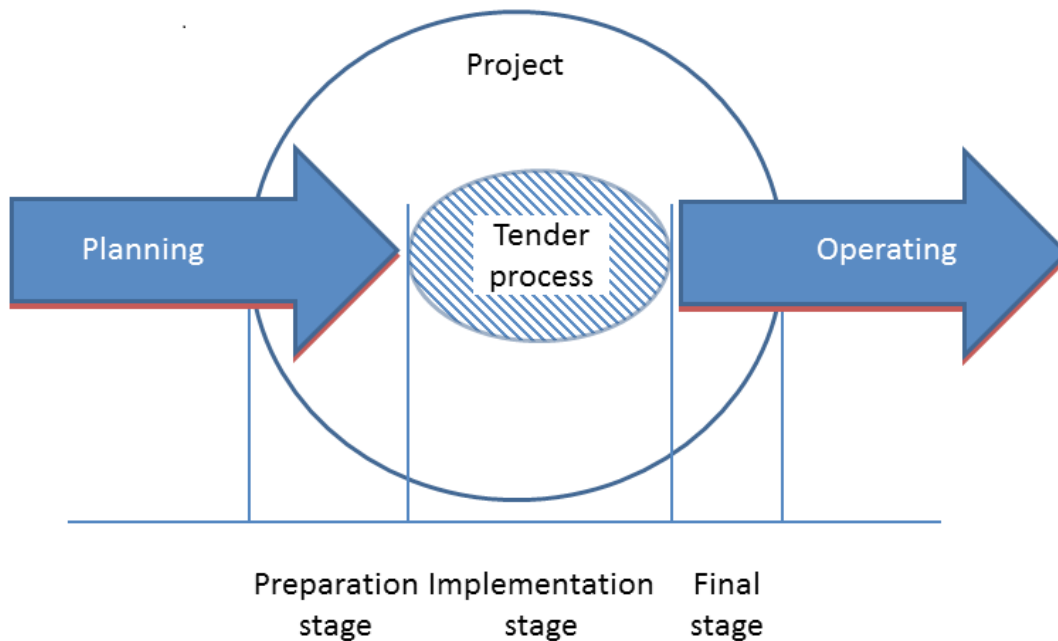 Project
Planning
Tender
process
Operating
Preparation Implementation Final
stage stage stage